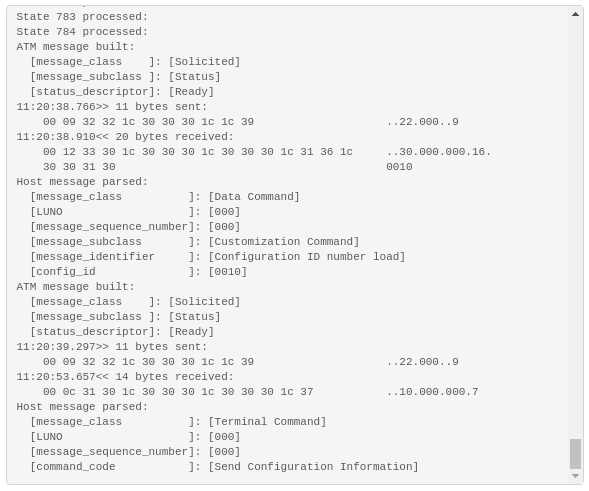 State 783 processed:
State 784 processed:
ATM message built:
  [message_class    ]: [Solicited]
  [message_subclass ]: [Status]
  [status_descriptor]: [Ready]
11:20:38.766>> 11 bytes sent:
    00 09 32 32 1c 30 30 30 1c 1c 39                    ..22.000..9
11:20:38.910<< 20 bytes received:
    00 12 33 30 1c 30 30 30 1c 30 30 30 1c 31 36 1c     ..30.000.000.16.
    30 30 31 30                                         0010
Host message parsed:
  [message_class          ]: [Data Command]
  [LUNO                   ]: [000]
  [message_sequence_number]: [000]
  [message_subclass       ]: [Customization Command]
  [message_identifier     ]: [Configuration ID number load]
  [config_id              ]: [0010]
ATM message built:
  [message_class    ]: [Solicited]
  [message_subclass ]: [Status]
  [status_descriptor]: [Ready]
11:20:39.297>> 11 bytes sent:
    00 09 32 32 1c 30 30 30 1c 1c 39                    ..22.000..9
11:20:53.657<< 14 bytes received:
    00 0c 31 30 1c 30 30 30 1c 30 30 30 1c 37           ..10.000.000.7
Host message parsed:
  [message_class          ]: [Terminal Command]
  [LUNO                   ]: [000]
  [message_sequence_number]: [000]
  [command_code           ]: [Send Configuration Information]